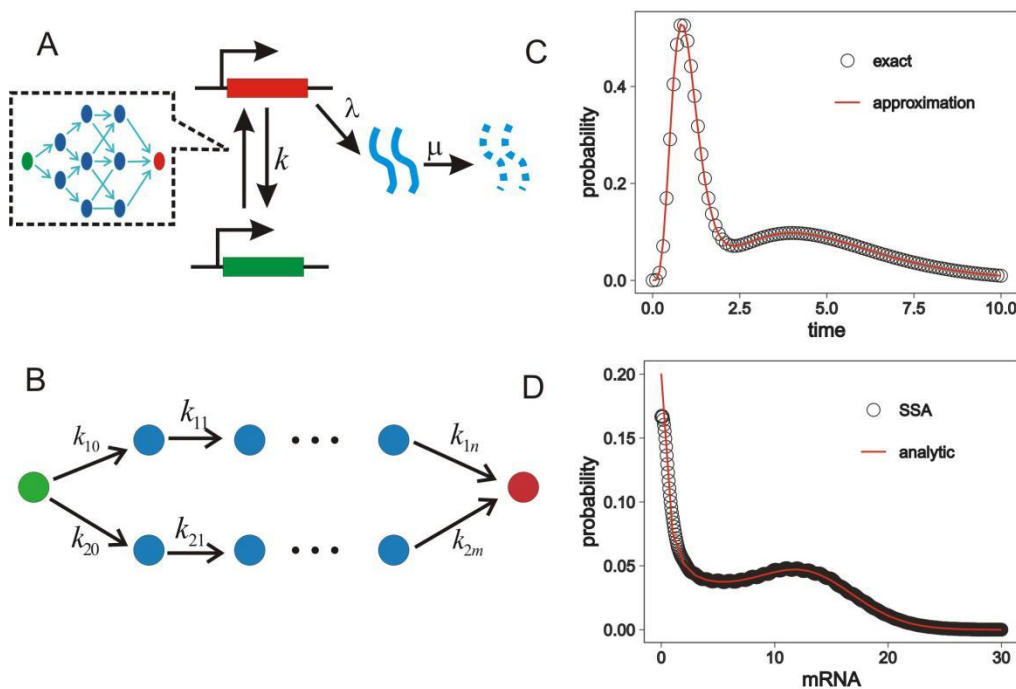 A
λ
k
μ
B
k10
k11
k1n
k20
k21
k2m
C
probability
0.4
0.2
0.0
exact
approximation
0.0
2.5
5.0
7.5
10.0
time
D
probability
0.20
0.15
0.10
0.05
0.00
SSA
analytic
0
10
20
30
mRNA